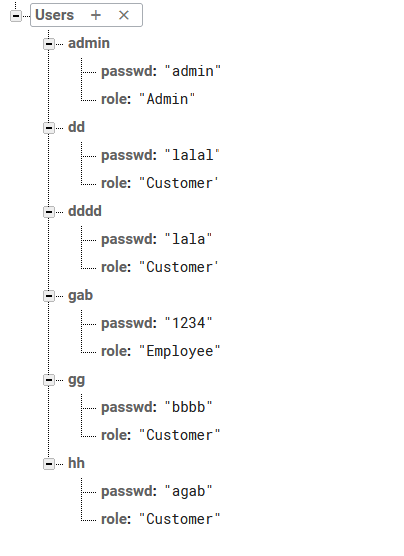 Users + ×
admin
passwd: "admin"
role: "Admin"
dd
passwd: "lalal"
role: "Customer'
dddd
passwd: "lala"
role: "Customer'
gab
passwd: "1234"
role: "Employee"
gg
passwd: "bbbb"
role: "Customer"
hh
passwd: "agab"
role: "Customer"